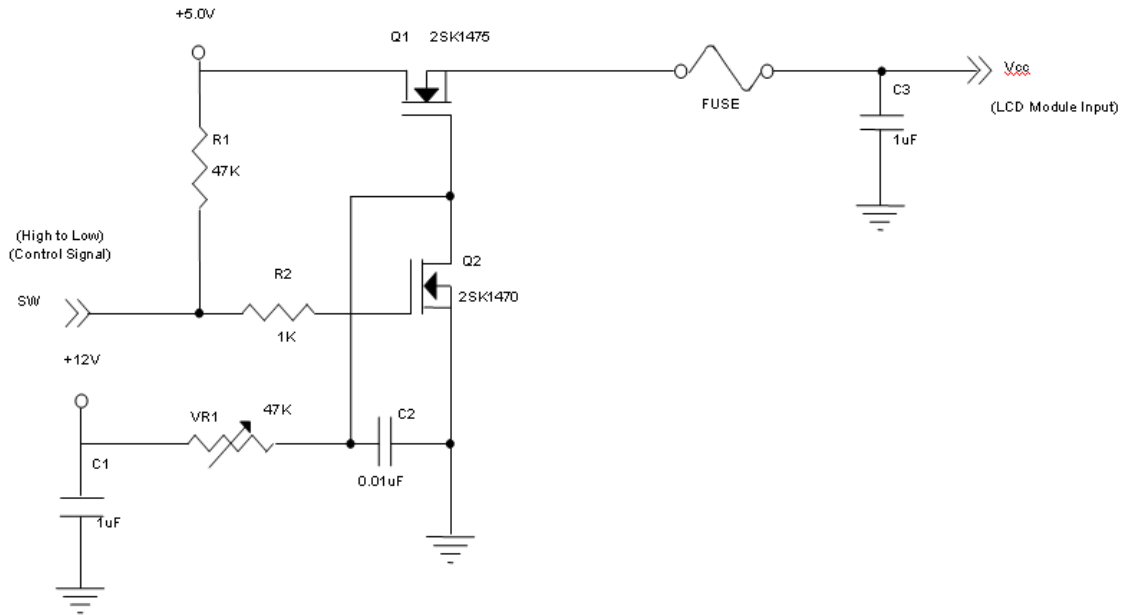 +5.0V
Q1 2SK1475
FUSE
Vcc
(LCD Module Input)
C3
1uF
R1
47K
(High to Low)
(Control Signal)
SW
R2
1K
Q2
2SK1470
+12V
VR1
47K
C2
0.01uF
C1
1uF